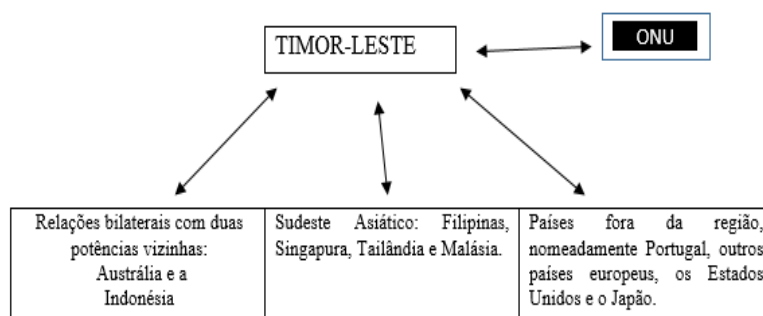 TIMOR-LESTE
ONU
Relações bilaterais com duas
potências vizinhas:
Austrália e a
Indonésia
Sudeste Asiático: Filipinas,
Singapura, Tailândia e Malásia.
Países fora da região,
nomeadamente Portugal, outros
países europeus, os Estados
Unidos e o Japão.